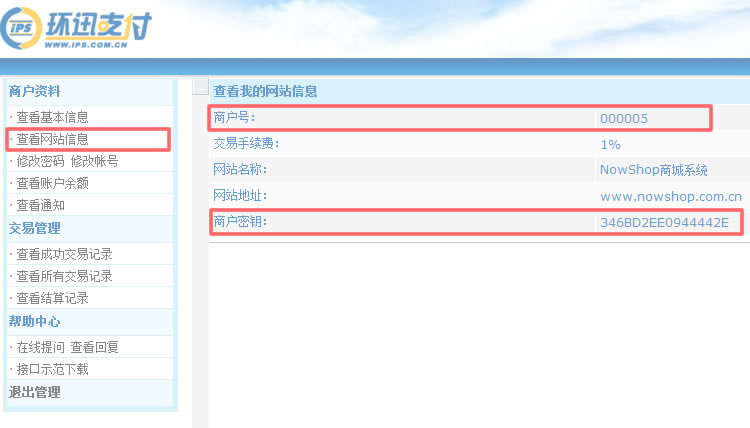 IPS 环迅支付
WWW.IPS.COM.CN
商户资料
· 查看基本信息
· 查看网站信息
· 修改密码 修改帐号
· 查看账户余额
· 查看通知
交易管理
· 查看成功交易记录
· 查看所有交易记录
· 查看结算记录
帮助中心
· 在线提问 查看回复
· 接口示范下载
退出管理
查看我的网站信息
商户号: 000005
交易手续费: 1%
网站名称: NowShop商城系统
网站地址: www.nowshop.com.cn
商户密钥: 346BD2EE0944442E